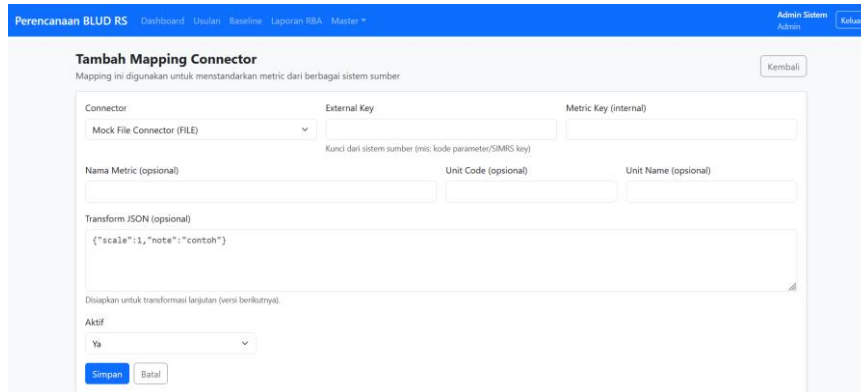 Perencanaan BLUD RS Dashboard Usulan Baseline Laporan RBA Master Admin Sistem
Admin Kelua
Tambah Mapping Connector
Mapping ini digunakan untuk menstandarkan metric dari berbagai sistem sumber
Kembali
Connector External Key Metric Key (internal)
Mock File Connector (FILE)
Kunci dari sistem sumber (mis: kode parameter/SIMRS key)
Nama Metric (opsional) Unit Code (opsional) Unit Name (opsional)
Transform JSON (opsional)
{"scale":1,"note":"contoh"}
Disiapkan untuk transformasi lanjutan (versi berikutnya).
Aktif
Ya
Simpan Batal